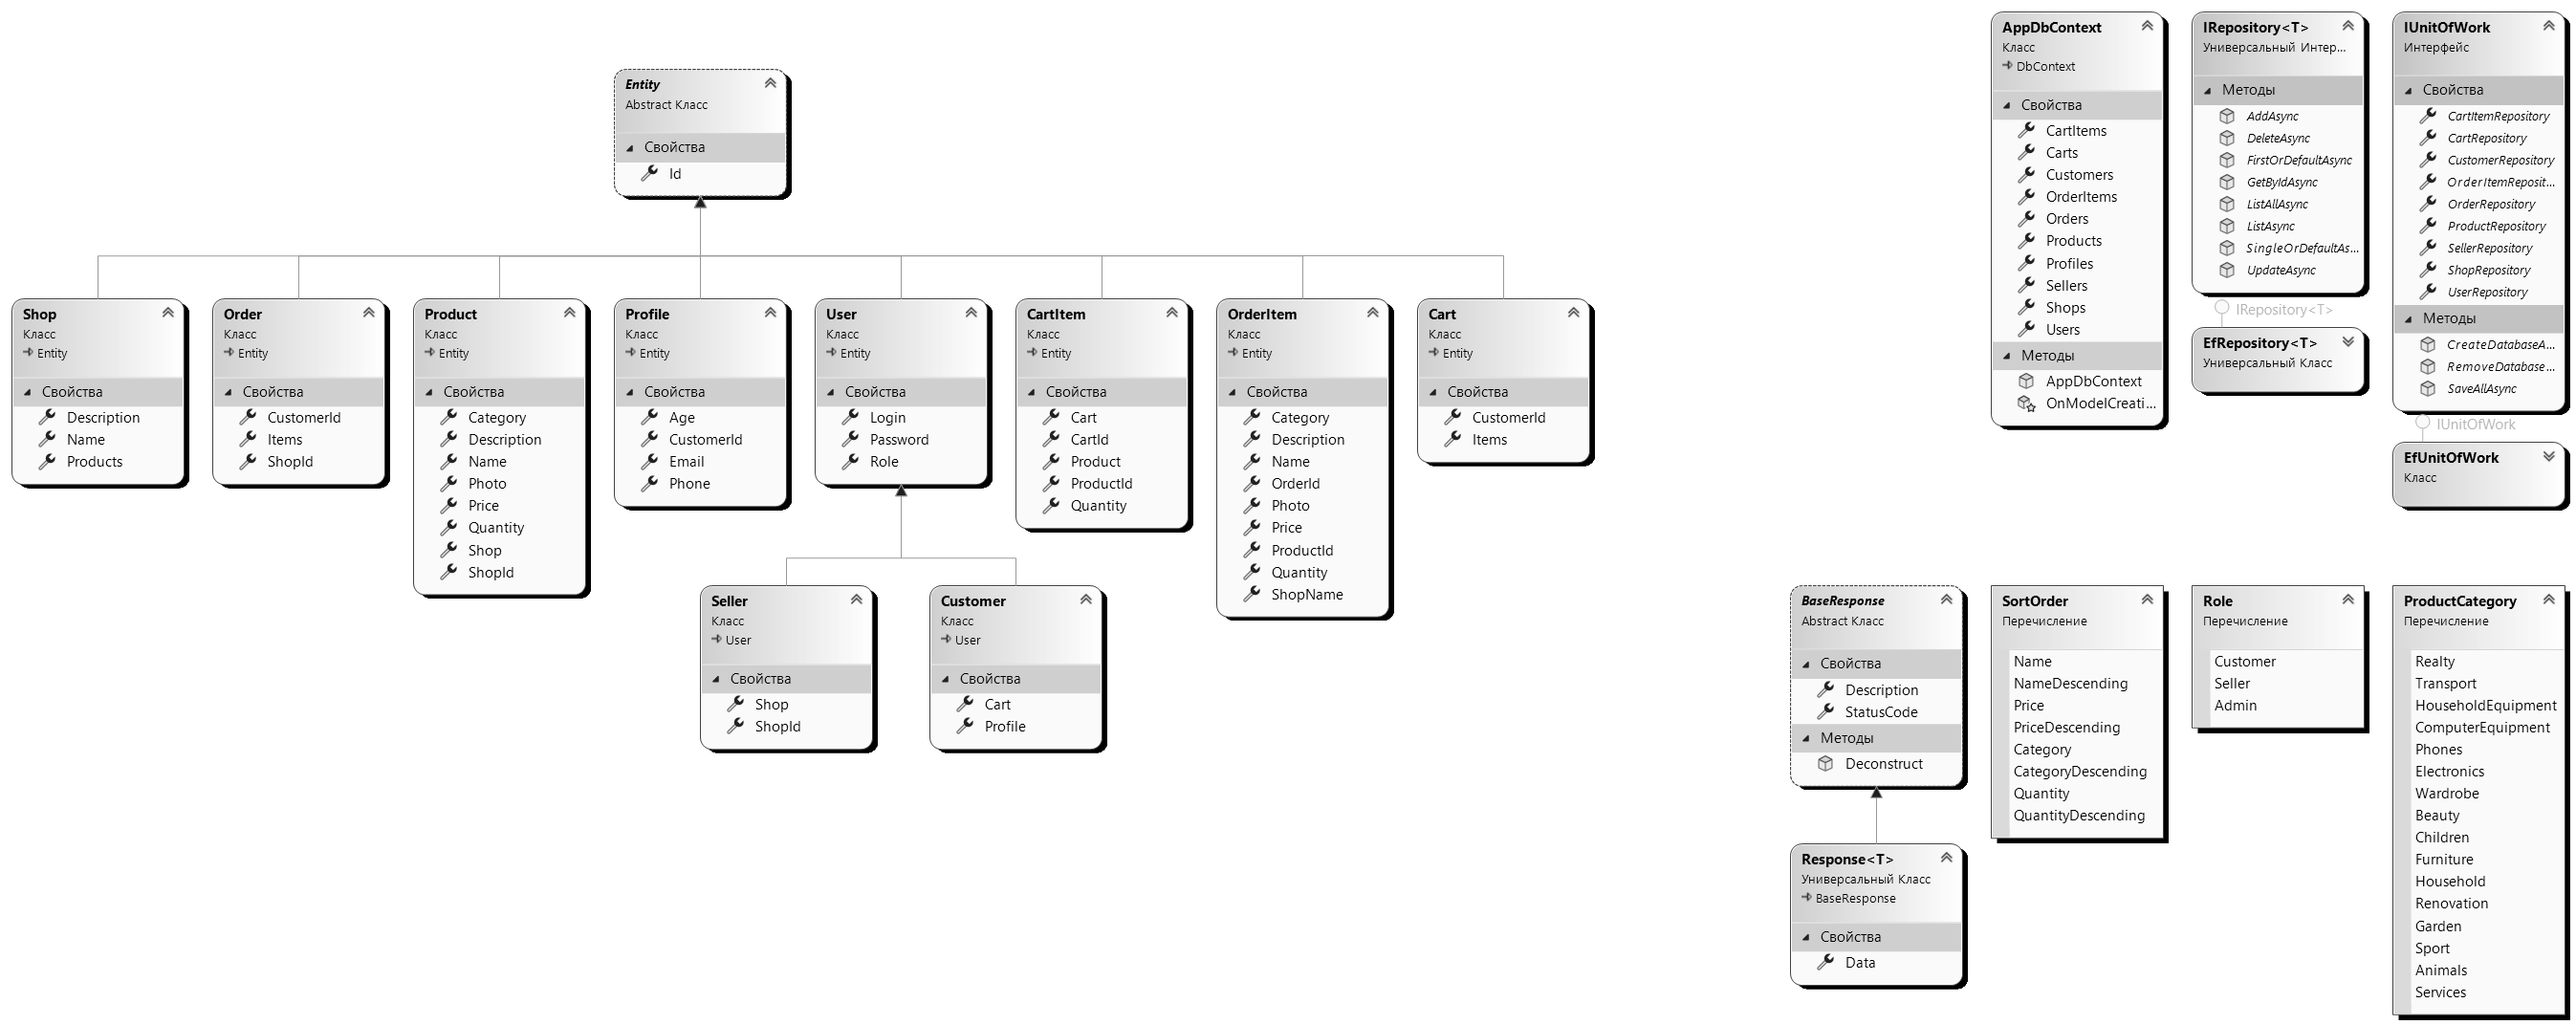 Entity
Abstract Класс
Свойства
Id
Shop
Класс
Entity
Свойства
Description
Name
Products
Order
Класс
Entity
Свойства
CustomerId
Items
ShopId
Product
Класс
Entity
Свойства
Category
Description
Name
Photo
Price
Quantity
Shop
ShopId
Profile
Класс
Entity
Свойства
Age
CustomerId
Email
Phone
User
Класс
Entity
Свойства
Login
Password
Role
CartItem
Класс
Entity
Свойства
Cart
CartId
Product
ProductId
Quantity
OrderItem
Класс
Entity
Свойства
Category
Description
Name
OrderId
Photo
Price
ProductId
Quantity
ShopName
Cart
Класс
Entity
Свойства
CustomerId
Items
Seller
Класс
User
Свойства
Shop
ShopId
Customer
Класс
User
Свойства
Cart
Profile
AppDbContext
Класс
DbContext
Свойства
CartItems
Carts
Customers
OrderItems
Orders
Products
Profiles
Sellers
Shops
Users
Методы
AppDbContext
OnModelCreati...
IRepository<T>
Универсальный Интер...
Методы
AddAsync
DeleteAsync
FirstOrDefaultAsync
GetByIdAsync
ListAllAsync
ListAsync
SingleOrDefaultAs...
UpdateAsync
IRepository<T>
EfRepository<T>
Универсальный Класс
IUnitOfWork
Интерфейс
Свойства
CartItemRepository
CartRepository
CustomerRepository
OrderItemReposit...
OrderRepository
ProductRepository
SellerRepository
ShopRepository
UserRepository
Методы
CreateDatabaseA...
RemoveDatabase...
SaveAllAsync
IUnitOfWork
EfUnitOfWork
Класс
BaseResponse
Abstract Класс
Свойства
Description
StatusCode
Методы
Deconstruct
Response<T>
Универсальный Класс
BaseResponse
Свойства
Data
SortOrder
Перечисление
Name
NameDescending
Price
PriceDescending
Category
CategoryDescending
Quantity
QuantityDescending
Role
Перечисление
Customer
Seller
Admin
ProductCategory
Перечисление
Realty
Transport
HouseholdEquipment
ComputerEquipment
Phones
Electronics
Wardrobe
Beauty
Children
Furniture
Household
Renovation
Garden
Sport
Animals
Services